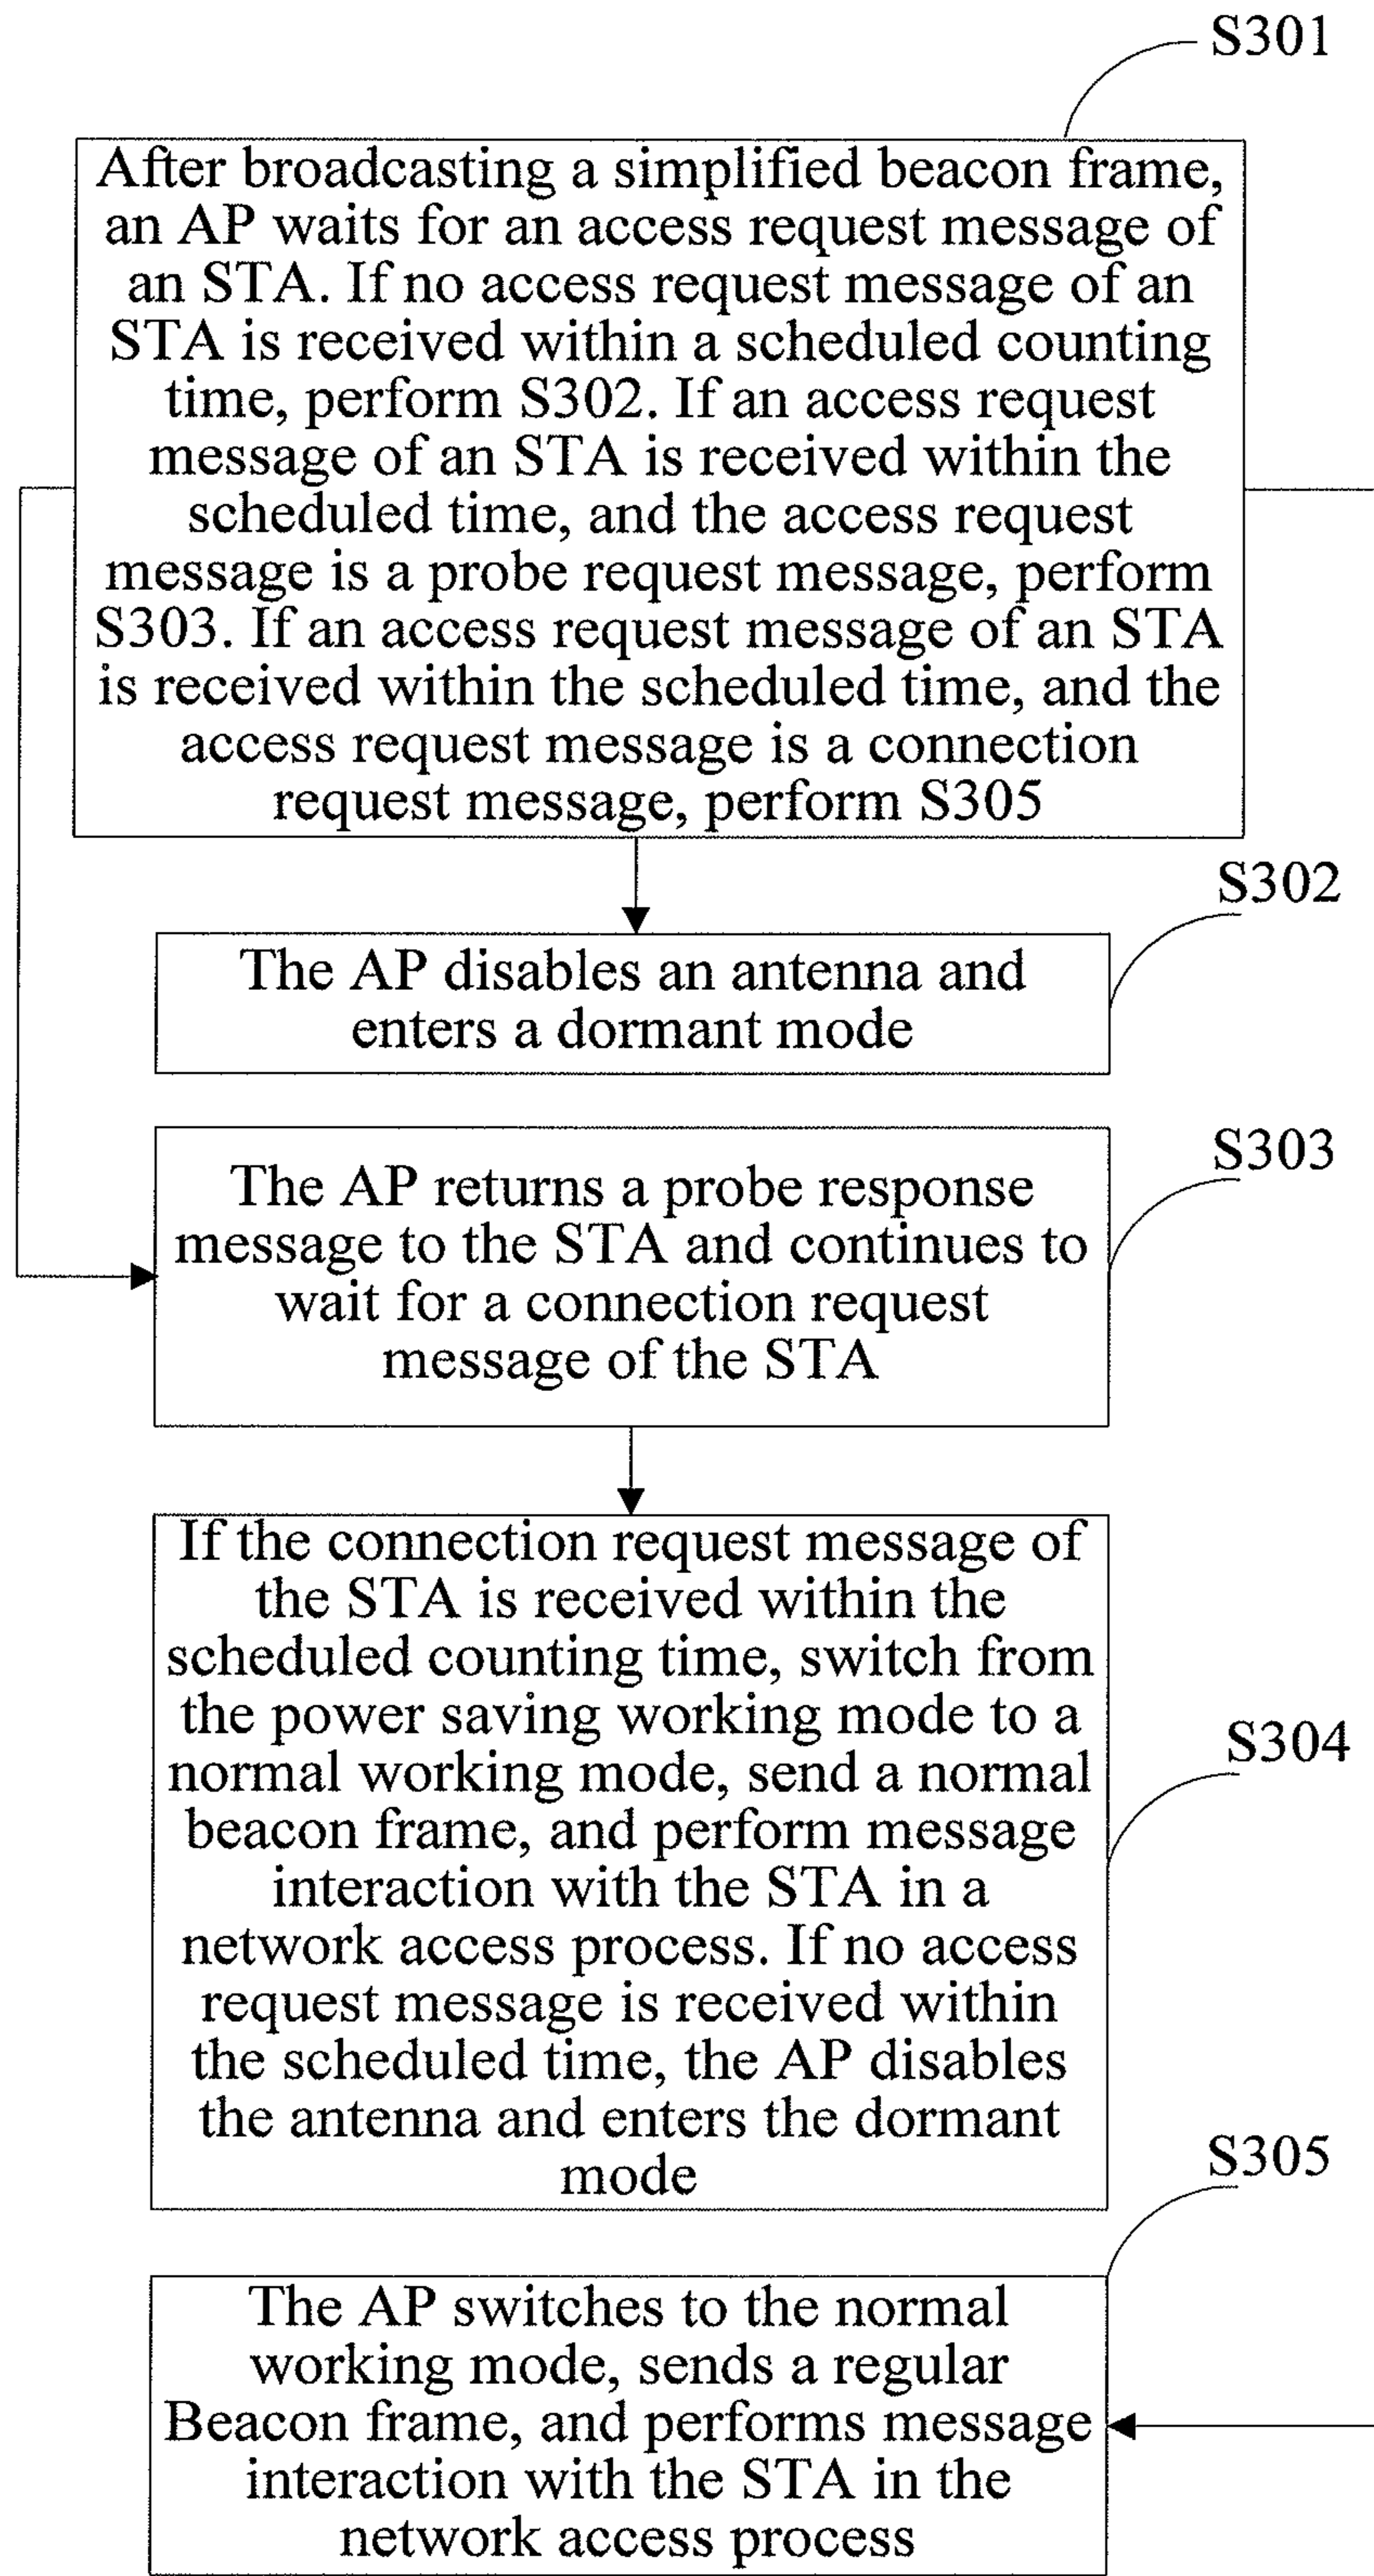 S301
After broadcasting a simplified beacon frame,
an AP waits for an access request message of
an STA. If no access request message of an
STA is received within a scheduled counting
time, perform S302. If an access request
message of an STA is received within the
scheduled time, and the access request
message is a probe request message, perform
S303. If an access request message of an STA
is received within the scheduled time, and the
access request message is a connection
request message, perform S305
S302
The AP disables an antenna and
enters a dormant mode
S303
The AP returns a probe response
message to the STA and continues to
wait for a connection request
message of the STA
If the connection request message of
the STA is received within the
scheduled counting time, switch from
the power saving working mode to a
normal working mode, send a normal
beacon frame, and perform message
interaction with the STA in a
network access process. If no access
request message is received within
the scheduled time, the AP disables
the antenna and enters the dormant
mode
S304
S305
The AP switches to the normal
working mode, sends a regular
Beacon frame, and performs message
interaction with the STA in the
network access process